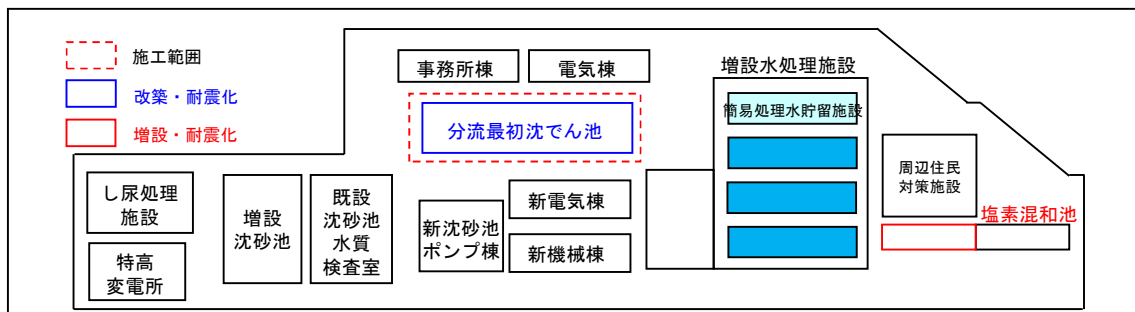 施工範囲
改築・耐震化
増設・耐震化
事務所棟
電気棟
増設水処理施設
簡易処理水貯留施設
分流最初沈でん池
周辺住民
対策施設
塩素混和池
し尿処理
施設
特高
変電所
増設
沈砂池
既設
沈砂池
水質
検査室
新沈砂池
ポンプ棟
新電気棟
新機械棟